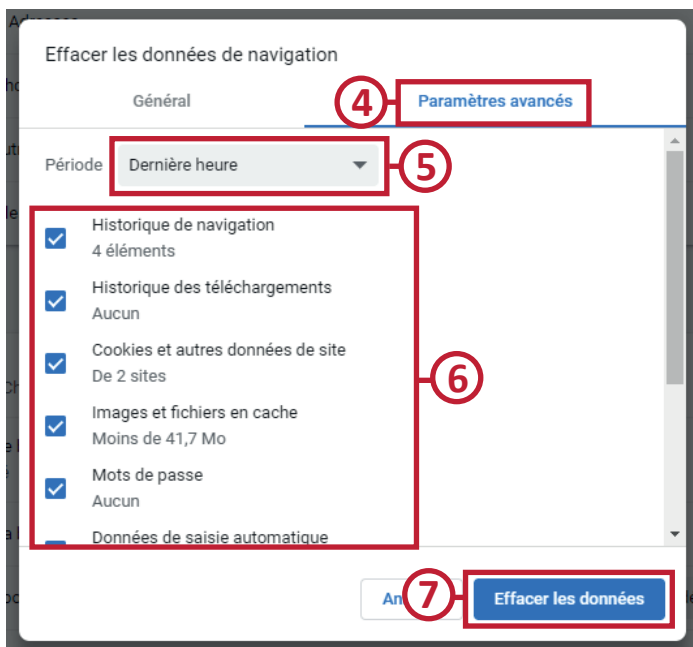 Effacer les données de navigation
Général
4
Paramètres avancés
Période
Dernière heure
5
Historique de navigation
4 éléments
Historique des téléchargements
Aucun
Cookies et autres données de site
De 2 sites
6
Images et fichiers en cache
Moins de 41,7 Mo
Mots de passe
Aucun
Données de saisie automatique
7
Effacer les données